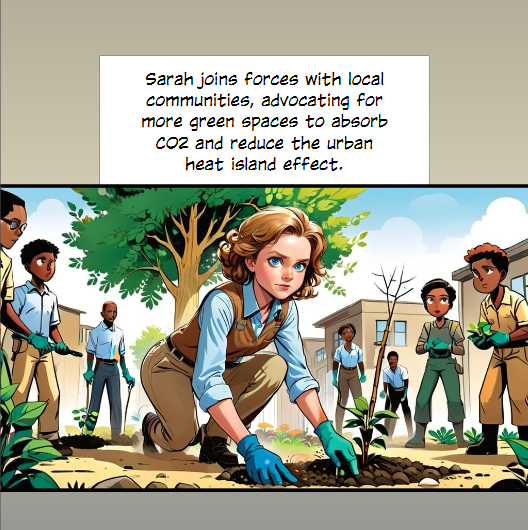 Sarah joins forces with local
communities, advocating for
more green spaces to absorb
CO2 and reduce the urban
heat island effect.